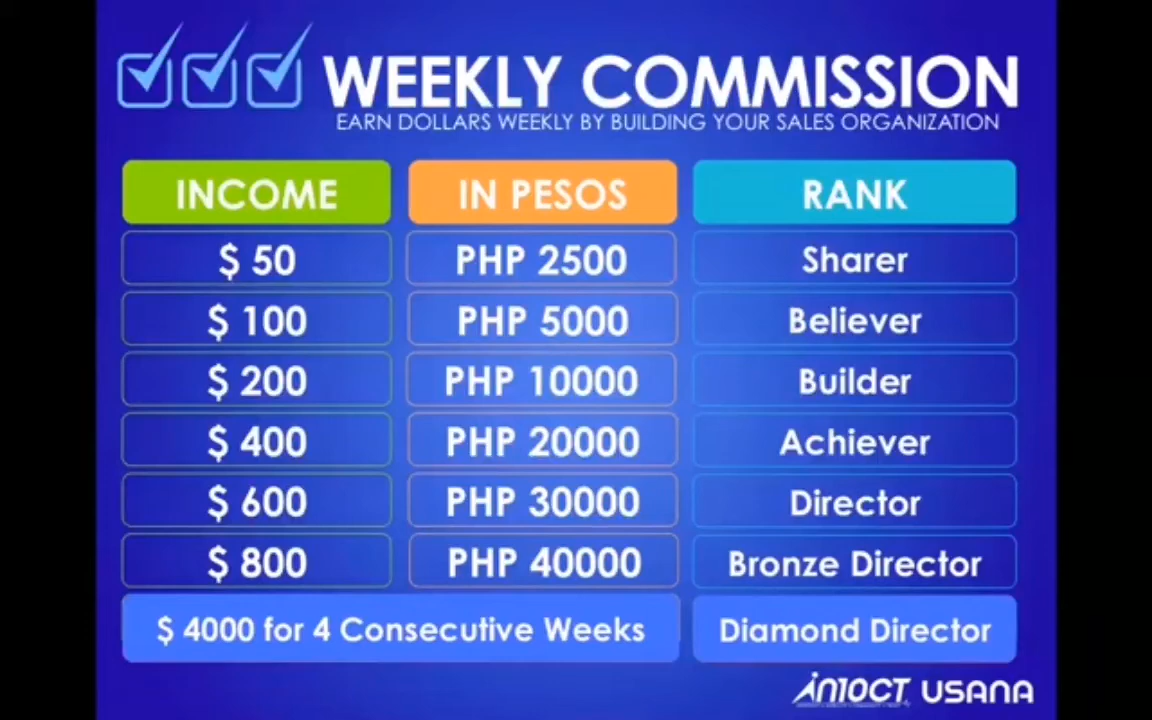 WEEKLY COMMISSION
EARN DOLLARS WEEKLY BY BUILDING YOUR SALES ORGANIZATION
INCOME IN PESOS RANK
$ 50 PHP 2500 Sharer
$ 100 PHP 5000 Believer
$ 200 PHP 10000 Builder
$ 400 PHP 20000 Achiever
$ 600 PHP 30000 Director
$ 800 PHP 40000 Bronze Director
$ 4000 for 4 Consecutive Weeks Diamond Director
USANA